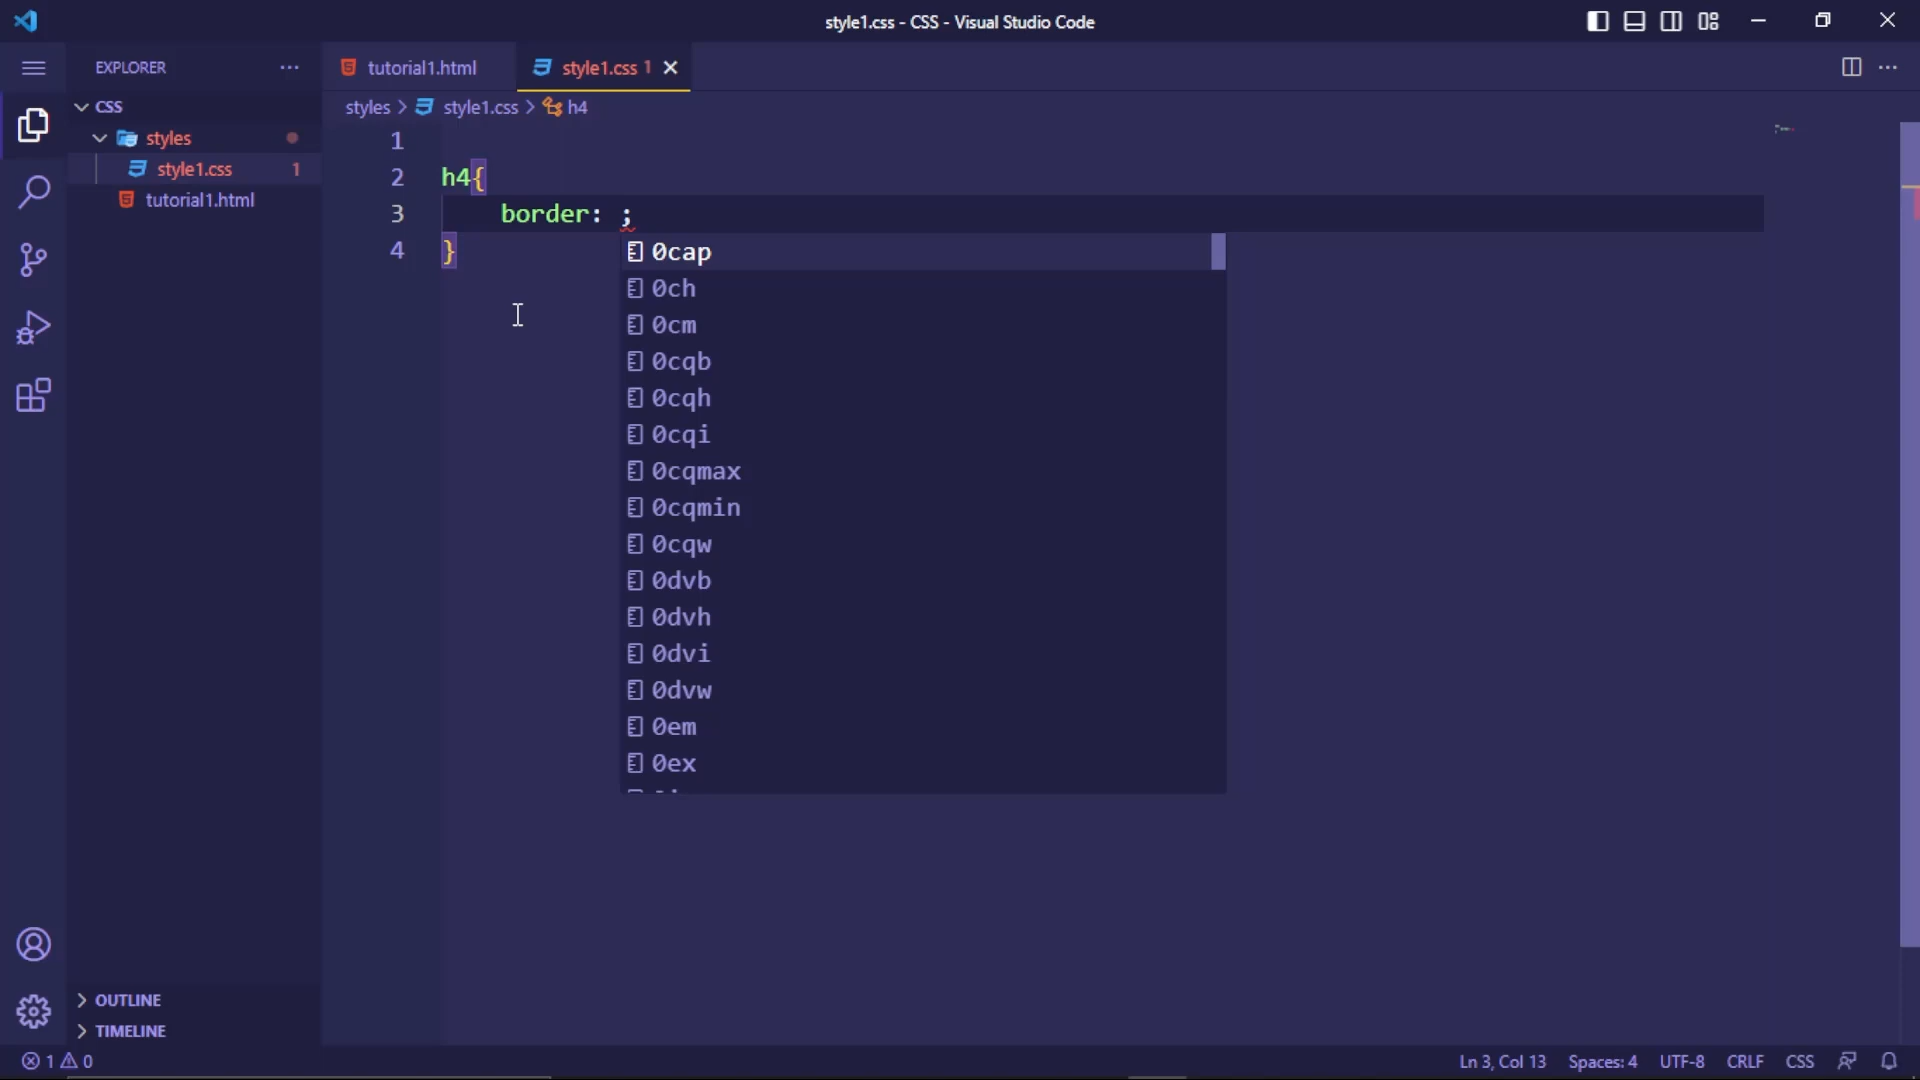 style1.css - CSS - Visual Studio Code
EXPLORER
CSS
styles
style1.css 1
tutorial1.html
OUTLINE
TIMELINE
tutorial1.html
style1.css 1
styles > style1.css > h4
1
2 h4{
3 border: ;
4 }
0cap
0ch
0cm
0cqb
0cqh
0cqi
0cqmax
0cqmin
0cqw
0dvb
0dvh
0dvi
0dvw
0em
0ex
1 0
Ln 3, Col 13 Spaces: 4 UTF-8 CRLF CSS